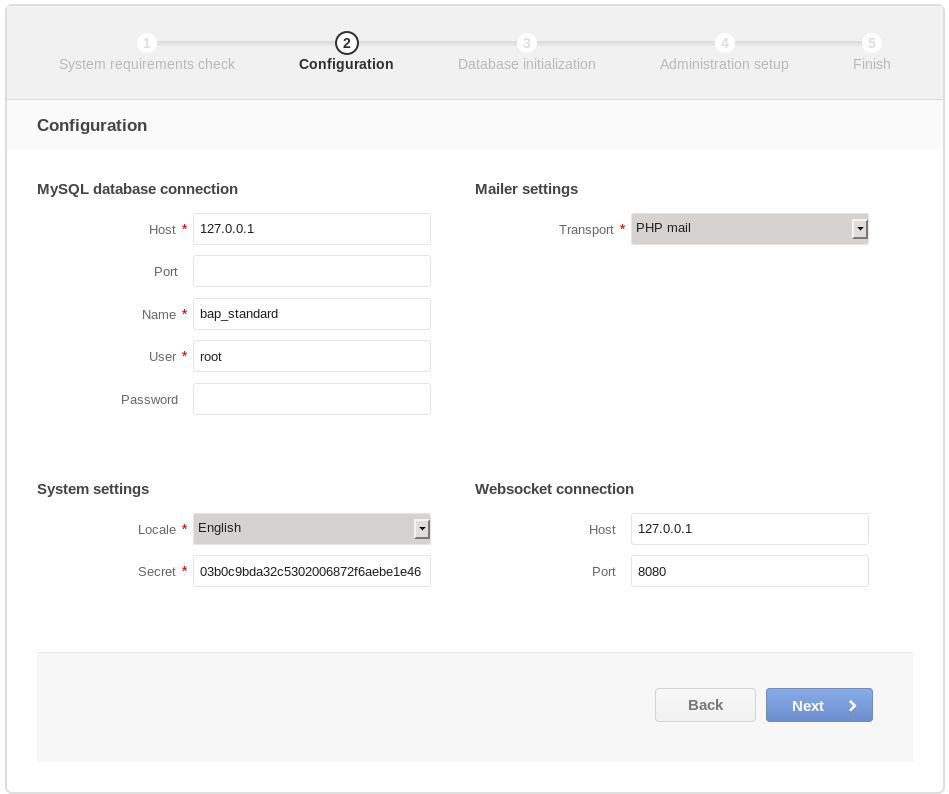 1 2 3 4 5
System requirements check Configuration Database initialization Administration setup Finish
Configuration
MySQL database connection
Host * 127.0.0.1
Port
Name * bap_standard
User * root
Password
Mailer settings
Transport * PHP mail
System settings
Locale * English
Secret * 03b0c9bda32c5302006872f6aebe1e46
Websocket connection
Host 127.0.0.1
Port 8080
Back Next